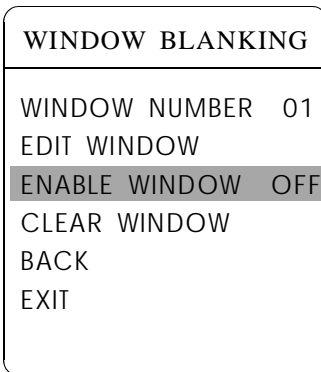 WINDOW BLANKING
WINDOW NUMBER 01
EDIT WINDOW
ENABLE WINDOW OFF
CLEAR WINDOW
BACK
EXIT